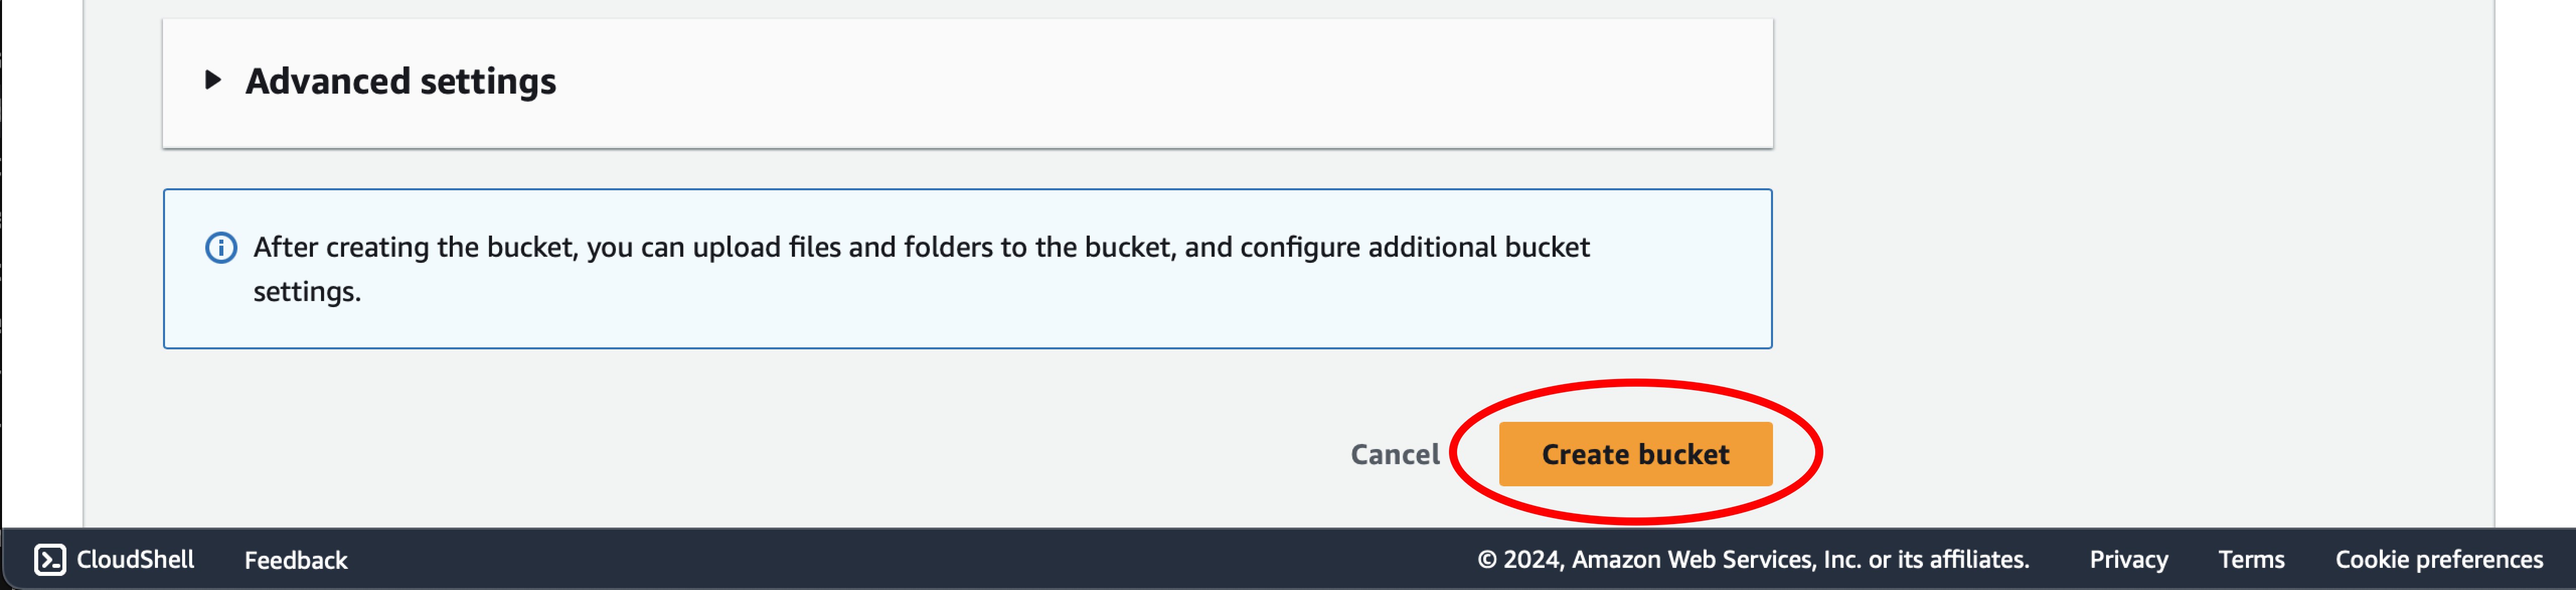 Advanced settings
After creating the bucket, you can upload files and folders to the bucket, and configure additional bucket
settings.
Cancel Create bucket
CloudShell Feedback © 2024, Amazon Web Services, Inc. or its affiliates. Privacy Terms Cookie preferences